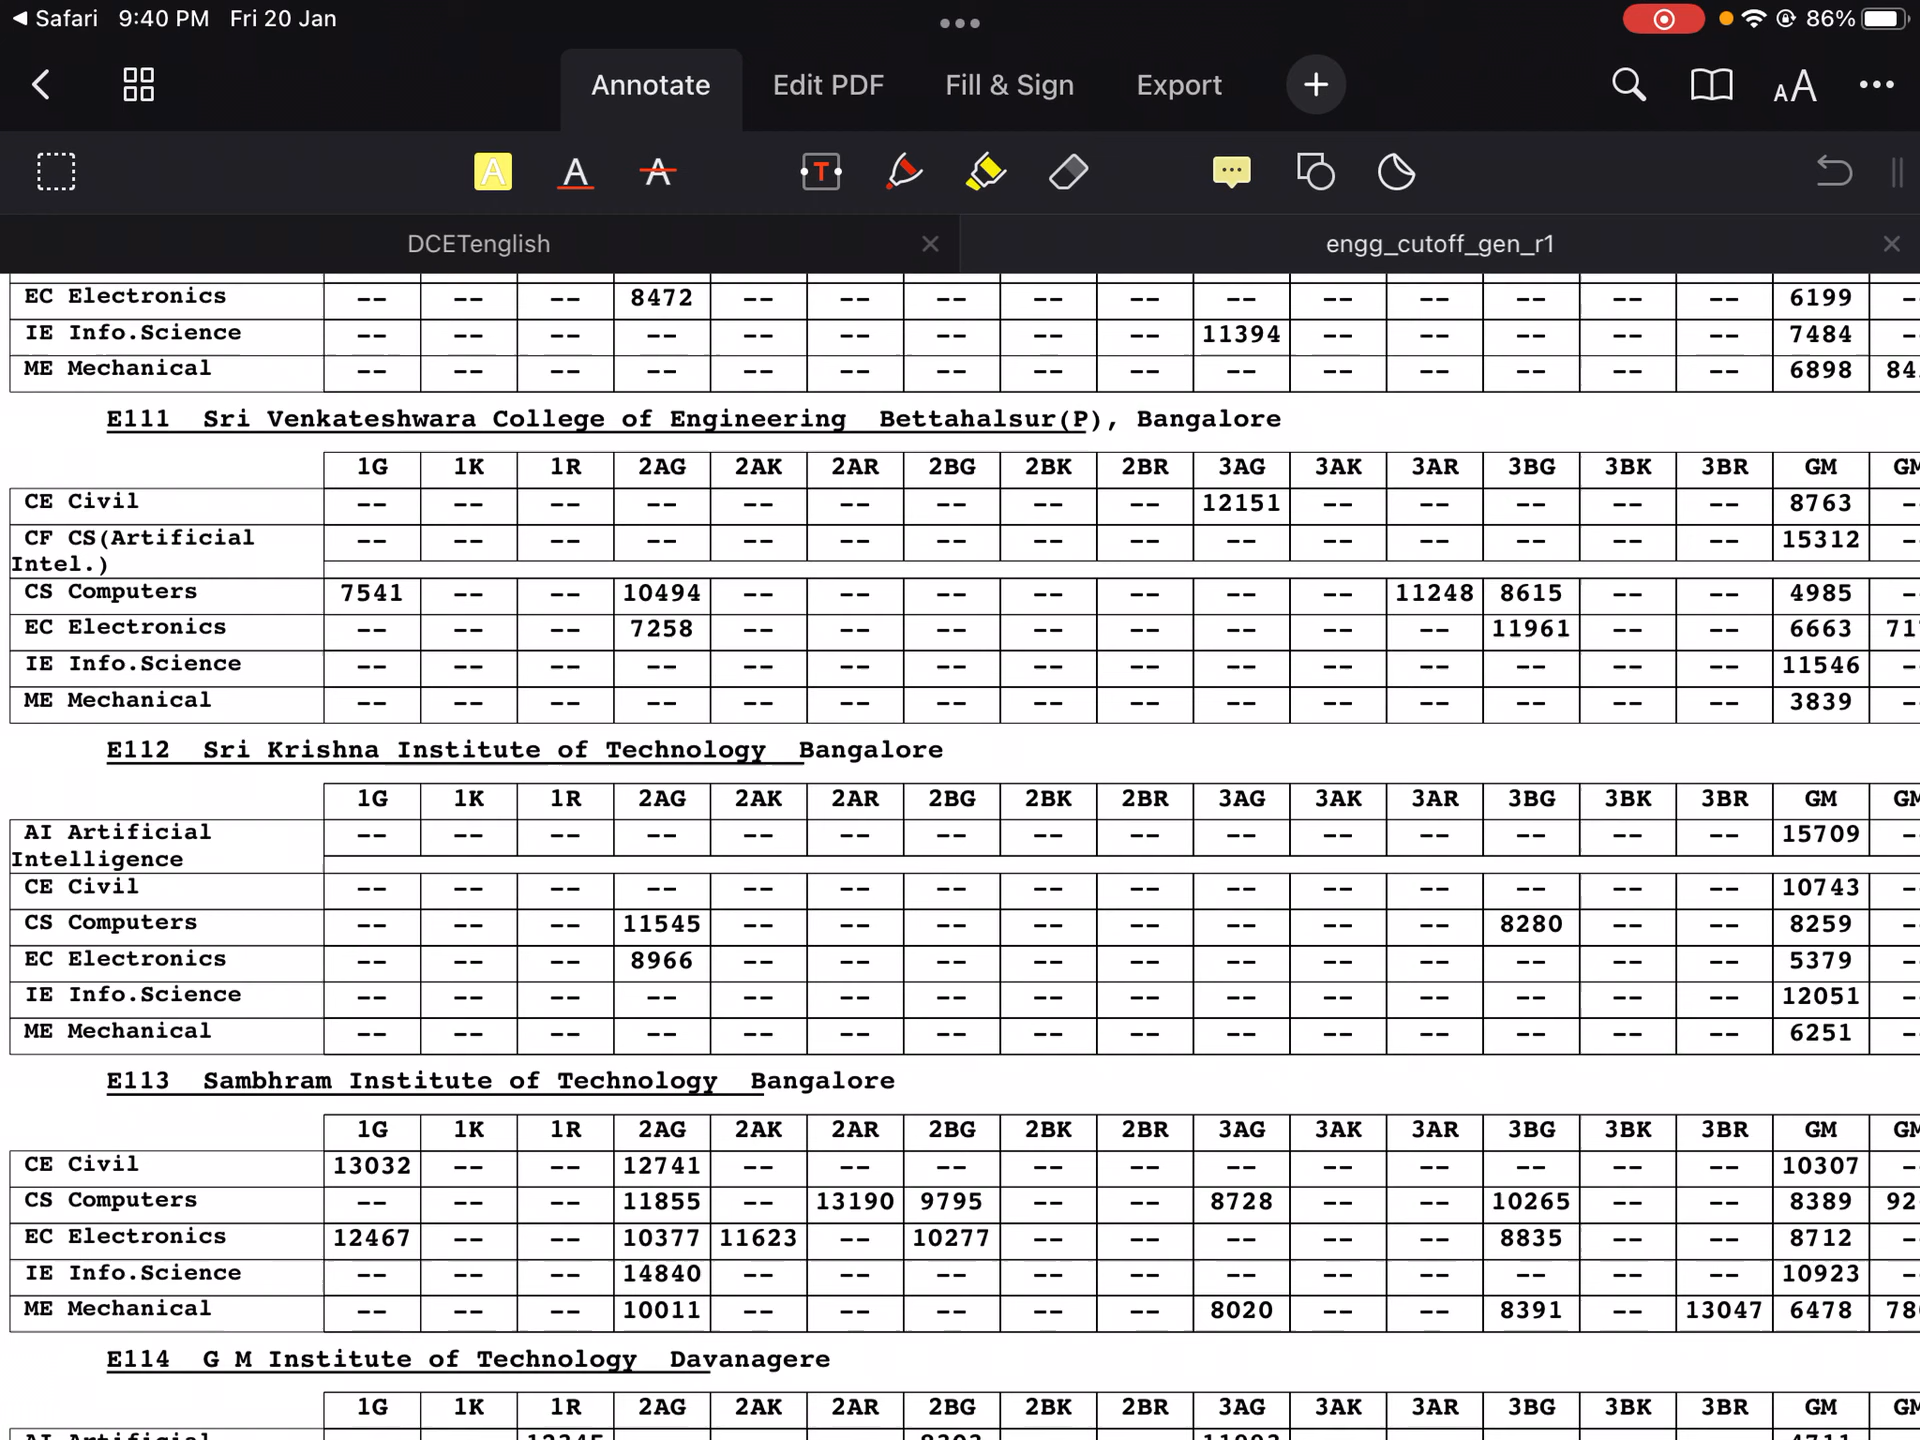 Safari 9:40 PM Fri 20 Jan 86%
Annotate Edit PDF Fill & Sign Export
DCETenglish engg_cutoff_gen_r1
EC Electronics -- -- -- 8472 -- -- -- -- -- -- -- -- -- -- -- 6199
IE Info.Science -- -- -- -- -- -- -- -- -- 11394 -- -- -- -- -- 7484
ME Mechanical -- -- -- -- -- -- -- -- -- -- -- -- -- -- -- 6898 84
E111 Sri Venkateshwara College of Engineering Bettahalsur(P), Bangalore
1G 1K 1R 2AG 2AK 2AR 2BG 2BK 2BR 3AG 3AK 3AR 3BG 3BK 3BR GM GM
CE Civil -- -- -- -- -- -- -- -- -- 12151 -- -- -- -- -- 8763
CF CS(Artificial -- -- -- -- -- -- -- -- -- -- -- -- -- -- -- 15312
Intel.)
CS Computers 7541 -- -- 10494 -- -- -- -- -- -- -- 11248 8615 -- -- 4985
EC Electronics -- -- -- 7258 -- -- -- -- -- -- -- -- 11961 -- -- 6663 71
IE Info.Science -- -- -- -- -- -- -- -- -- -- -- -- -- -- -- 11546
ME Mechanical -- -- -- -- -- -- -- -- -- -- -- -- -- -- -- 3839
E112 Sri Krishna Institute of Technology Bangalore
1G 1K 1R 2AG 2AK 2AR 2BG 2BK 2BR 3AG 3AK 3AR 3BG 3BK 3BR GM GM
AI Artificial -- -- -- -- -- -- -- -- -- -- -- -- -- -- -- 15709
Intelligence
CE Civil -- -- -- -- -- -- -- -- -- -- -- -- -- -- -- 10743
CS Computers -- -- -- 11545 -- -- -- -- -- -- -- -- 8280 -- -- 8259
EC Electronics -- -- -- 8966 -- -- -- -- -- -- -- -- -- -- -- 5379
IE Info.Science -- -- -- -- -- -- -- -- -- -- -- -- -- -- -- 12051
ME Mechanical -- -- -- -- -- -- -- -- -- -- -- -- -- -- -- 6251
E113 Sambhram Institute of Technology Bangalore
1G 1K 1R 2AG 2AK 2AR 2BG 2BK 2BR 3AG 3AK 3AR 3BG 3BK 3BR GM GM
CE Civil 13032 -- -- 12741 -- -- -- -- -- -- -- -- -- -- -- 10307
CS Computers -- -- -- 11855 -- 13190 9795 -- -- 8728 -- -- 10265 -- -- 8389 92
EC Electronics 12467 -- -- 10377 11623 -- 10277 -- -- -- -- -- 8835 -- -- 8712
IE Info.Science -- -- -- 14840 -- -- -- -- -- -- -- -- -- -- -- 10923
ME Mechanical -- -- -- 10011 -- -- -- -- -- 8020 -- -- 8391 -- 13047 6478 78
E114 G M Institute of Technology Davanagere
1G 1K 1R 2AG 2AK 2AR 2BG 2BK 2BR 3AG 3AK 3AR 3BG 3BK 3BR GM GM
AI Artificial